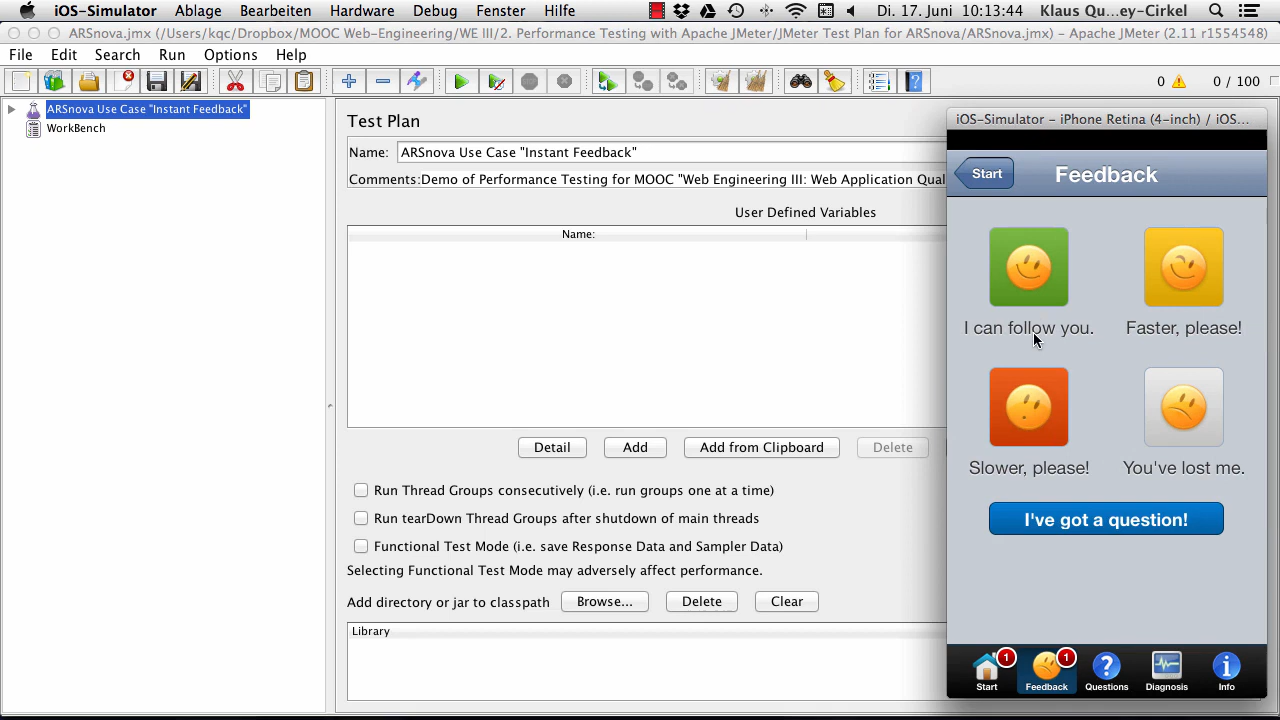 iOS-Simulator Ablage Bearbeiten Hardware Debug Fenster Hilfe Di. 17. Juni 10:13:44 Klaus Qu...ey-Cirkel
ARSnova.jmx (/Users/kqc/Dropbox/MOOC Web-Engineering/WE III/2. Performance Testing with Apache JMeter/JMeter Test Plan for ARSnova/ARSnova.jmx) – Apache JMeter (2.11 r1554548)
File Edit Search Run Options Help
0 0 / 100
ARSnova Use Case "Instant Feedback"
WorkBench
Test Plan
Name: ARSnova Use Case "Instant Feedback"
Comments: Demo of Performance Testing for MOOC "Web Engineering III: Web Application Qual
User Defined Variables
Name:
Detail Add Add from Clipboard Delete
Run Thread Groups consecutively (i.e. run groups one at a time)
Run tearDown Thread Groups after shutdown of main threads
Functional Test Mode (i.e. save Response Data and Sampler Data)
Selecting Functional Test Mode may adversely affect performance.
Add directory or jar to classpath Browse... Delete Clear
Library
iOS-Simulator – iPhone Retina (4-inch) / iOS...
Start Feedback
I can follow you. Faster, please!
Slower, please! You've lost me.
I've got a question!
1 1
Start Feedback Questions Diagnosis Info